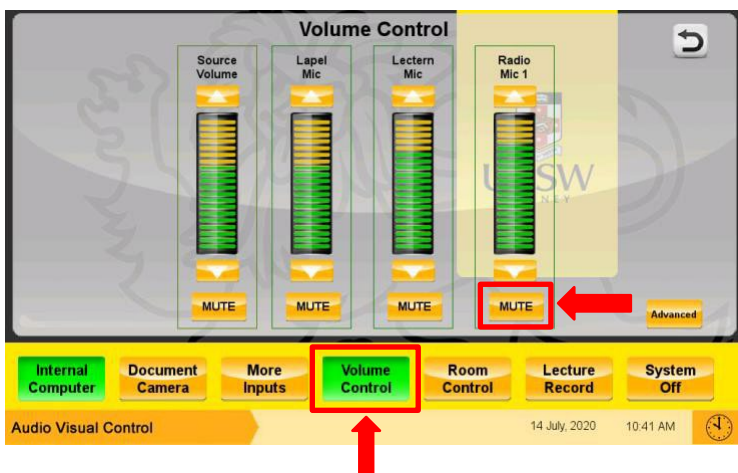 Volume Control
Source
Volume
Lapel
Mic
Lectern
Mic
Radio
Mic 1
UNSW
SYDNEY
MUTE
MUTE
MUTE
MUTE
Advanced
Internal
Computer
Document
Camera
More
Inputs
Volume
Control
Room
Control
Lecture
Record
System
Off
Audio Visual Control
14 July, 2020
10:41 AM